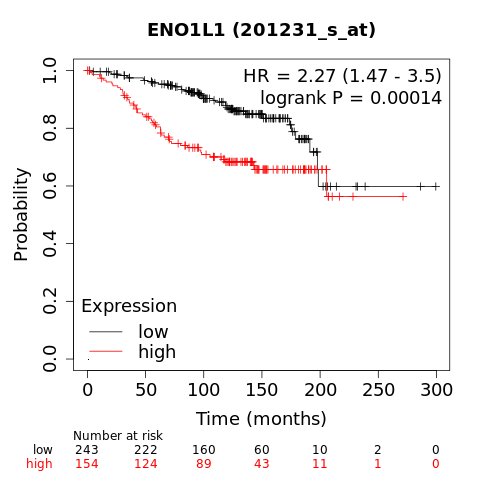 ENO1L1 (201231_s_at)
HR = 2.27 (1.47 - 3.5)
logrank P = 0.00014
Probability
1.0
0.8
0.6
0.4
0.2
0.0
Expression
low
high
0 50 100 150 200 250 300
Time (months)
Number at risk
low 243 222 160 60 10 2 0
high 154 124 89 43 11 1 0